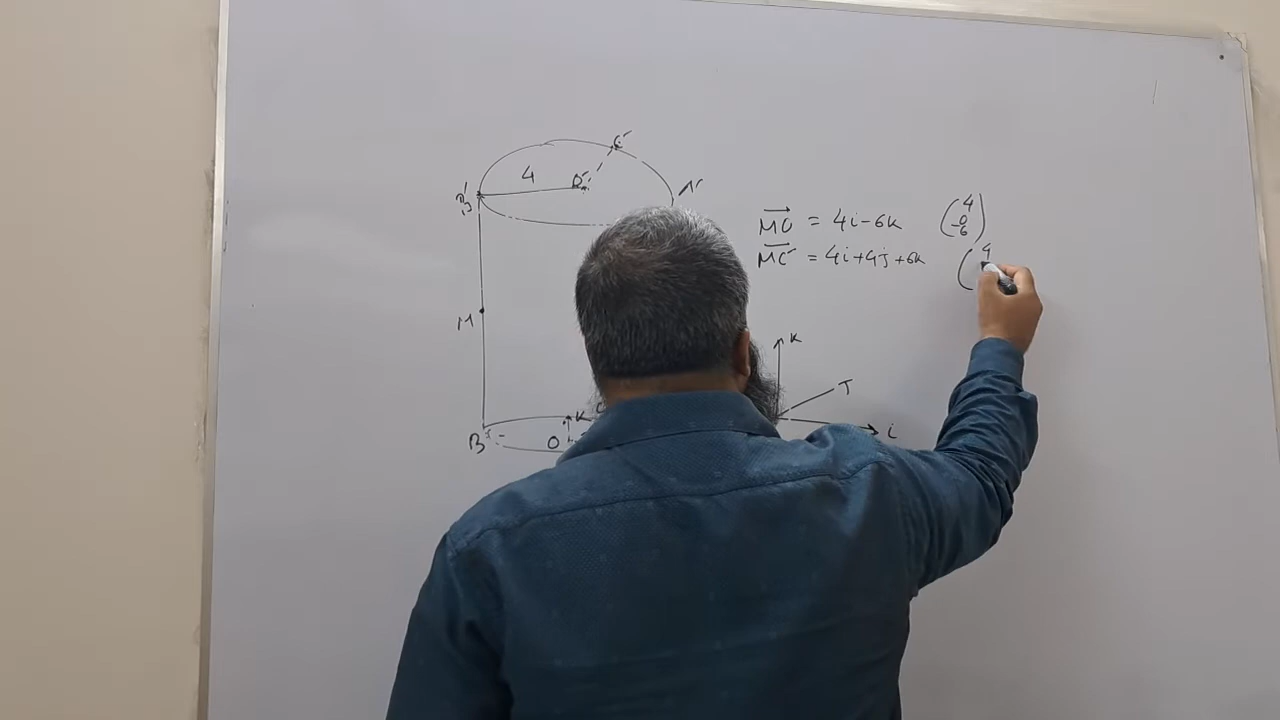 C'
4
O'
B'
A'
MO = 4i-6k (4 0 -6)
MC' = 4i+4j+6k (4
M
K
J
K
B
O
i